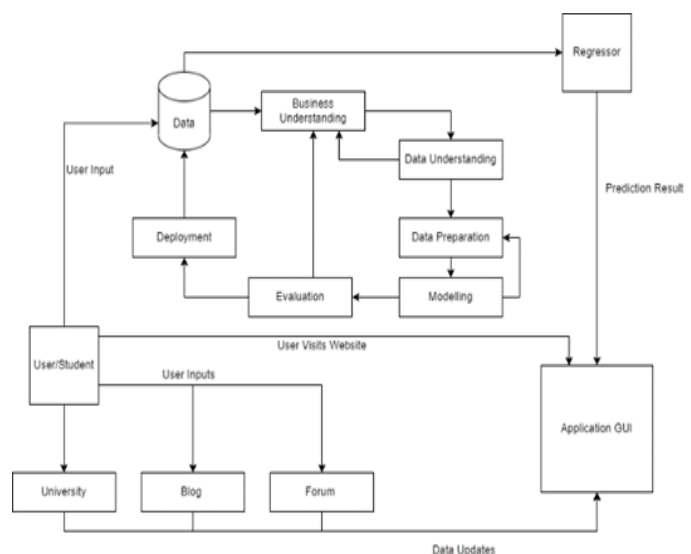 Regressor
Business
Understanding
Data
Data Understanding
User Input
Prediction Result
Deployment
Data Preparation
Evaluation
Modelling
User Visits Website
User/Student
User Inputs
Application GUI
University
Blog
Forum
Data Updates